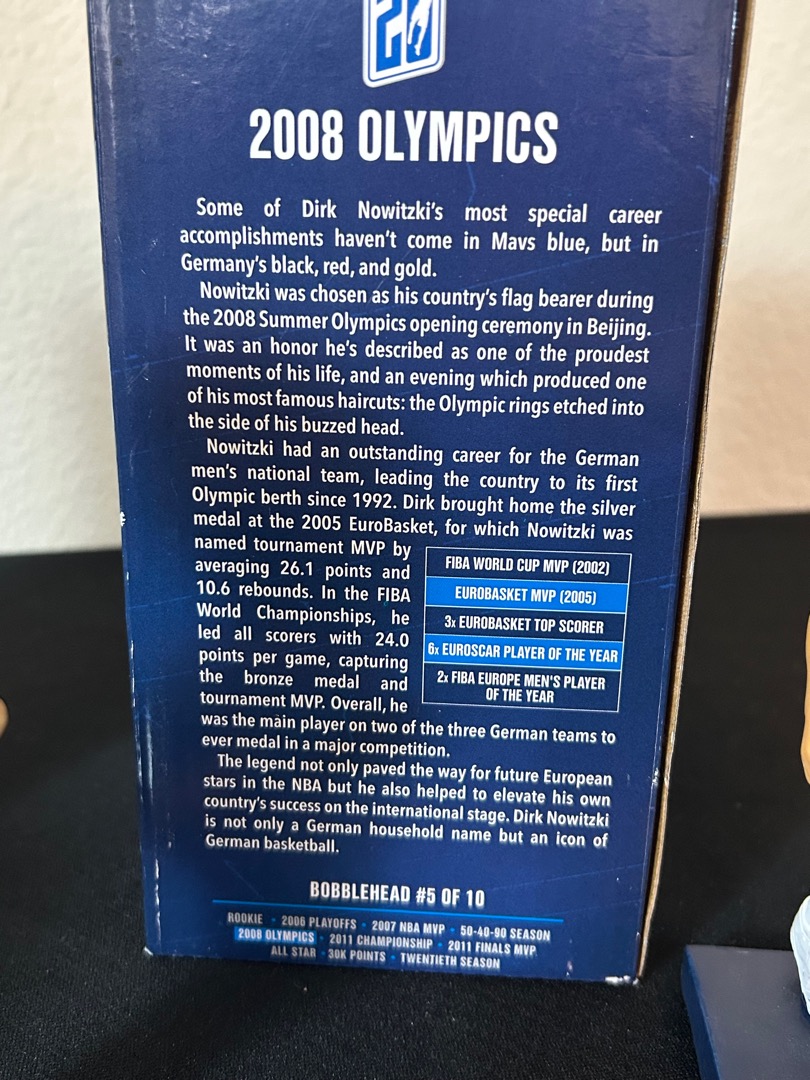 20
2008 OLYMPICS
Some of Dirk Nowitzki's most special career
accomplishments haven't come in Mavs blue, but in
Germany's black, red, and gold.
Nowitzki was chosen as his country's flag bearer during
the 2008 Summer Olympics opening ceremony in Beijing.
It was an honor he's described as one of the proudest
moments of his life, and an evening which produced one
of his most famous haircuts: the Olympic rings etched into
the side of his buzzed head.
Nowitzki had an outstanding career for the German
men's national team, leading the country to its first
Olympic berth since 1992. Dirk brought home the silver
medal at the 2005 EuroBasket, for which Nowitzki was
named tournament MVP by
averaging 26.1 points and
10.6 rebounds. In the FIBA
World Championships, he
led all scorers with 24.0
points per game, capturing
the bronze medal and
tournament MVP. Overall, he
was the main player on two of the three German teams to
ever medal in a major competition.
FIBA WORLD CUP MVP (2002)
EUROBASKET MVP (2005)
3x EUROBASKET TOP SCORER
6x EUROSCAR PLAYER OF THE YEAR
2x FIBA EUROPE MEN'S PLAYER
OF THE YEAR
The legend not only paved the way for future European
stars in the NBA but he also helped to elevate his own
country's success on the international stage. Dirk Nowitzki
is not only a German household name but an icon of
German basketball.
BOBBLEHEAD #5 OF 10
ROOKIE • 2006 PLAYOFFS • 2007 NBA MVP • 50-40-90 SEASON
2008 OLYMPICS • 2011 CHAMPIONSHIP • 2011 FINALS MVP
ALL STAR • 30K POINTS • TWENTIETH SEASON